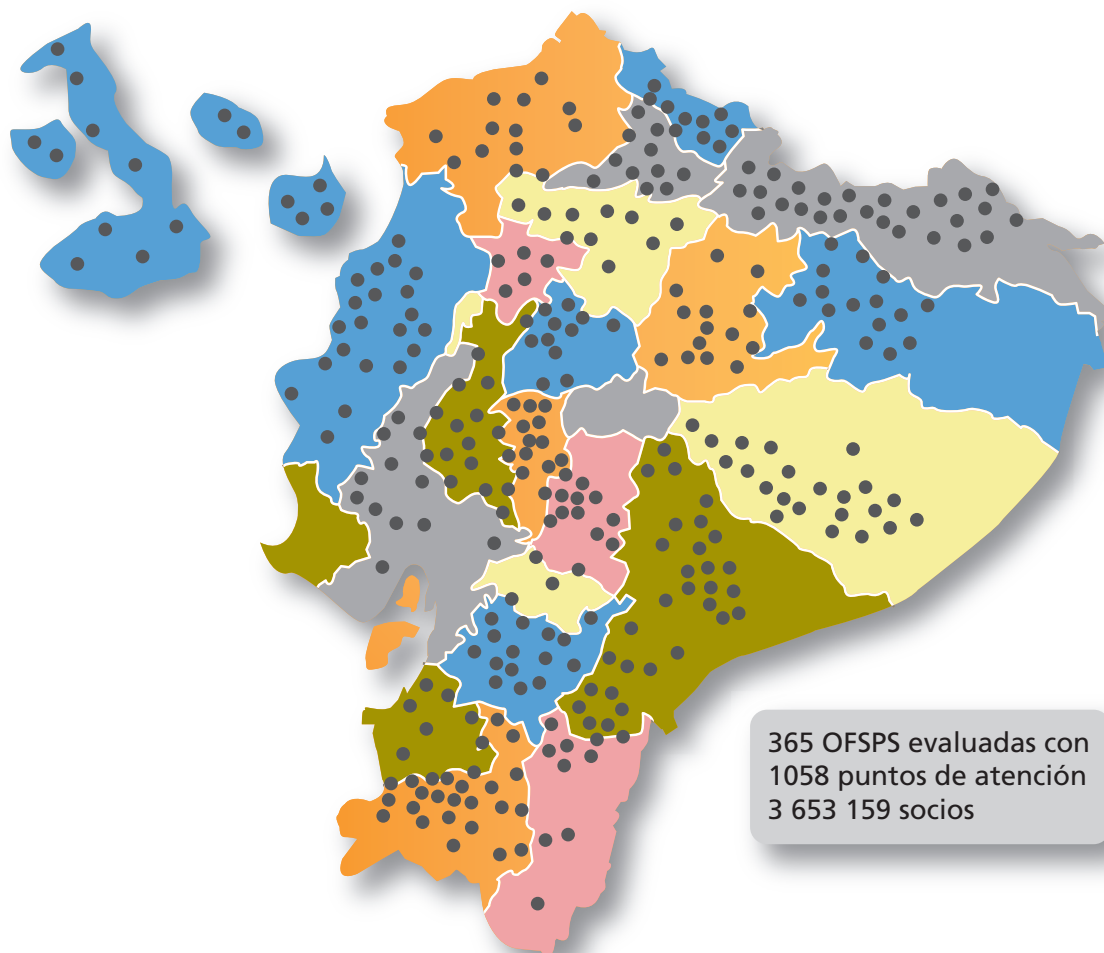 365 OFSPS evaluadas con
1058 puntos de atención
3 653 159 socios